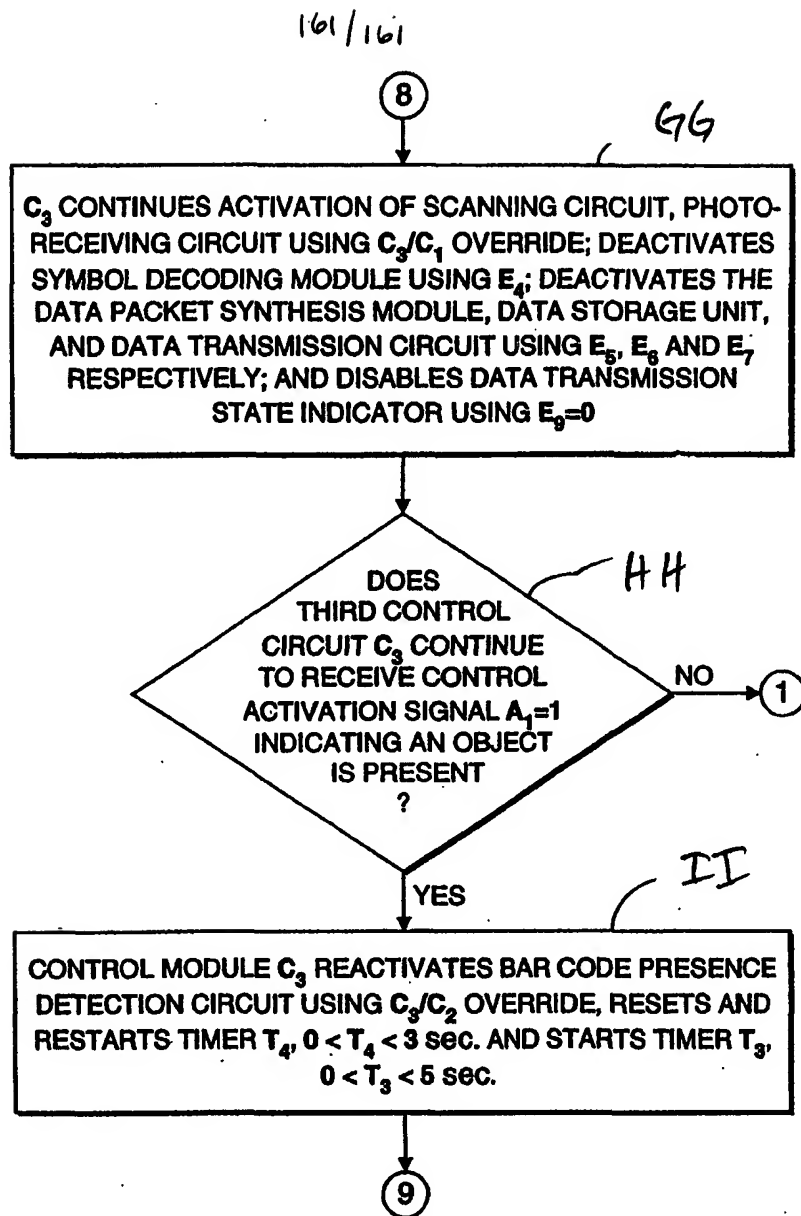 161/161
8
GG
C₃ CONTINUES ACTIVATION OF SCANNING CIRCUIT, PHOTO-
RECEIVING CIRCUIT USING C₃/C₁ OVERRIDE; DEACTIVATES
SYMBOL DECODING MODULE USING E₄; DEACTIVATES THE
DATA PACKET SYNTHESIS MODULE, DATA STORAGE UNIT,
AND DATA TRANSMISSION CIRCUIT USING E₅, E₆ AND E₇
RESPECTIVELY; AND DISABLES DATA TRANSMISSION
STATE INDICATOR USING E₉=0
HH
DOES
THIRD CONTROL
CIRCUIT C₃ CONTINUE
TO RECEIVE CONTROL
ACTIVATION SIGNAL A₁=1
INDICATING AN OBJECT
IS PRESENT
?
NO
1
YES
II
CONTROL MODULE C₃ REACTIVATES BAR CODE PRESENCE
DETECTION CIRCUIT USING C₃/C₂ OVERRIDE, RESETS AND
RESTARTS TIMER T₄, 0 < T₄ < 3 sec. AND STARTS TIMER T₃,
0 < T₃ < 5 sec.
9